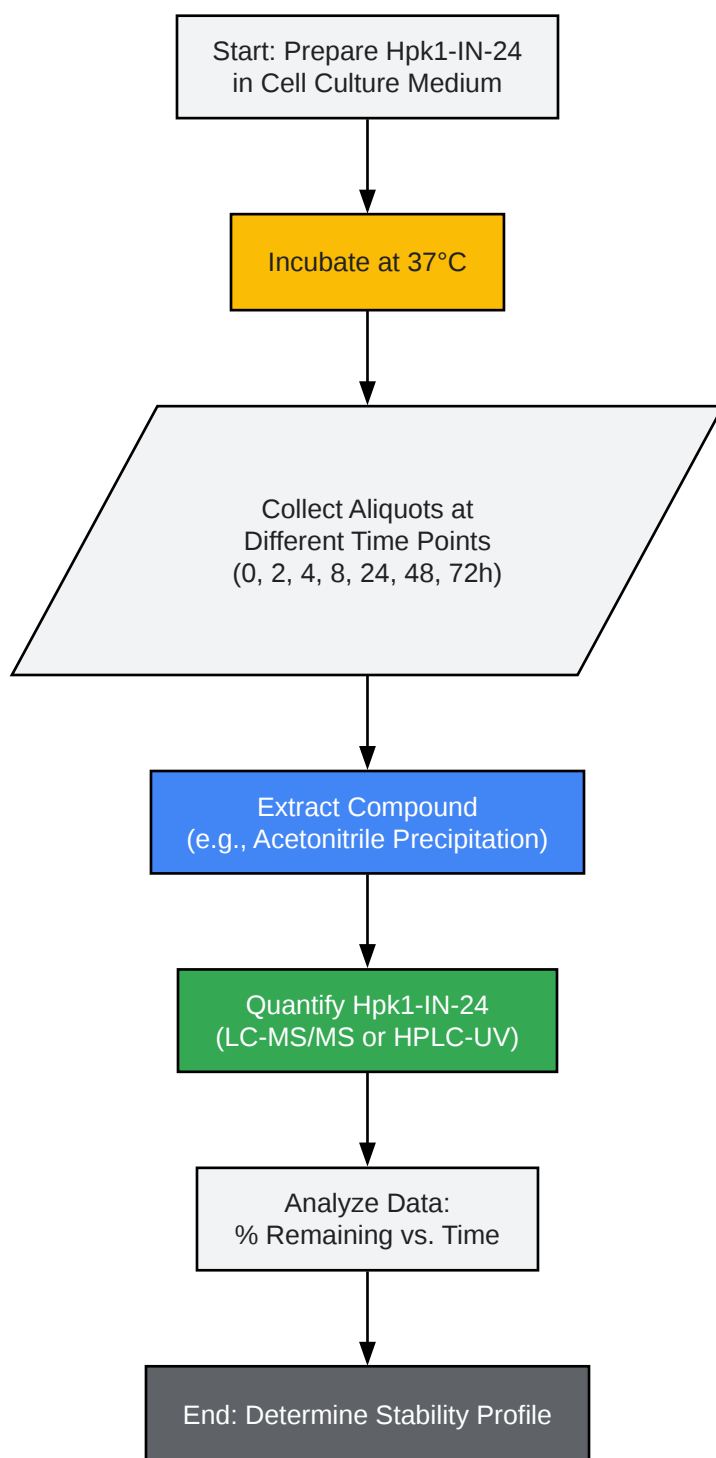 Start: Prepare Hpk1-IN-24
in Cell Culture Medium
Incubate at 37°C
Collect Aliquots at
Different Time Points
(0, 2, 4, 8, 24, 48, 72h)
Extract Compound
(e.g., Acetonitrile Precipitation)
Quantify Hpk1-IN-24
(LC-MS/MS or HPLC-UV)
Analyze Data:
% Remaining vs. Time
End: Determine Stability Profile